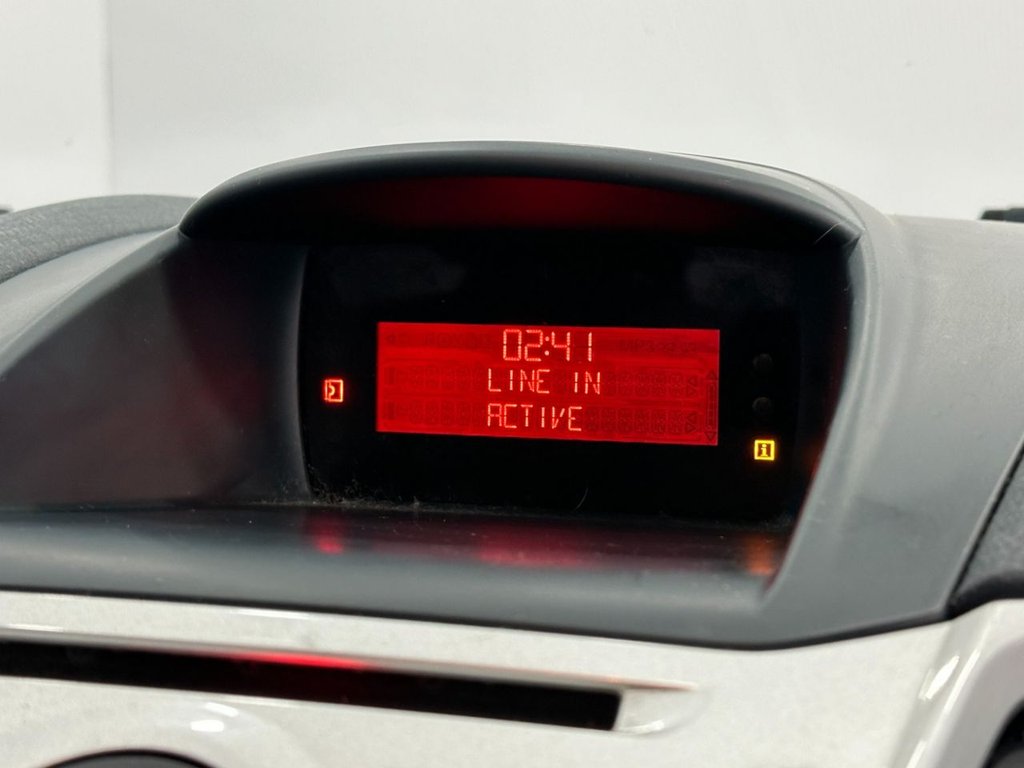 02:41
LINE IN
ACTIVE
i